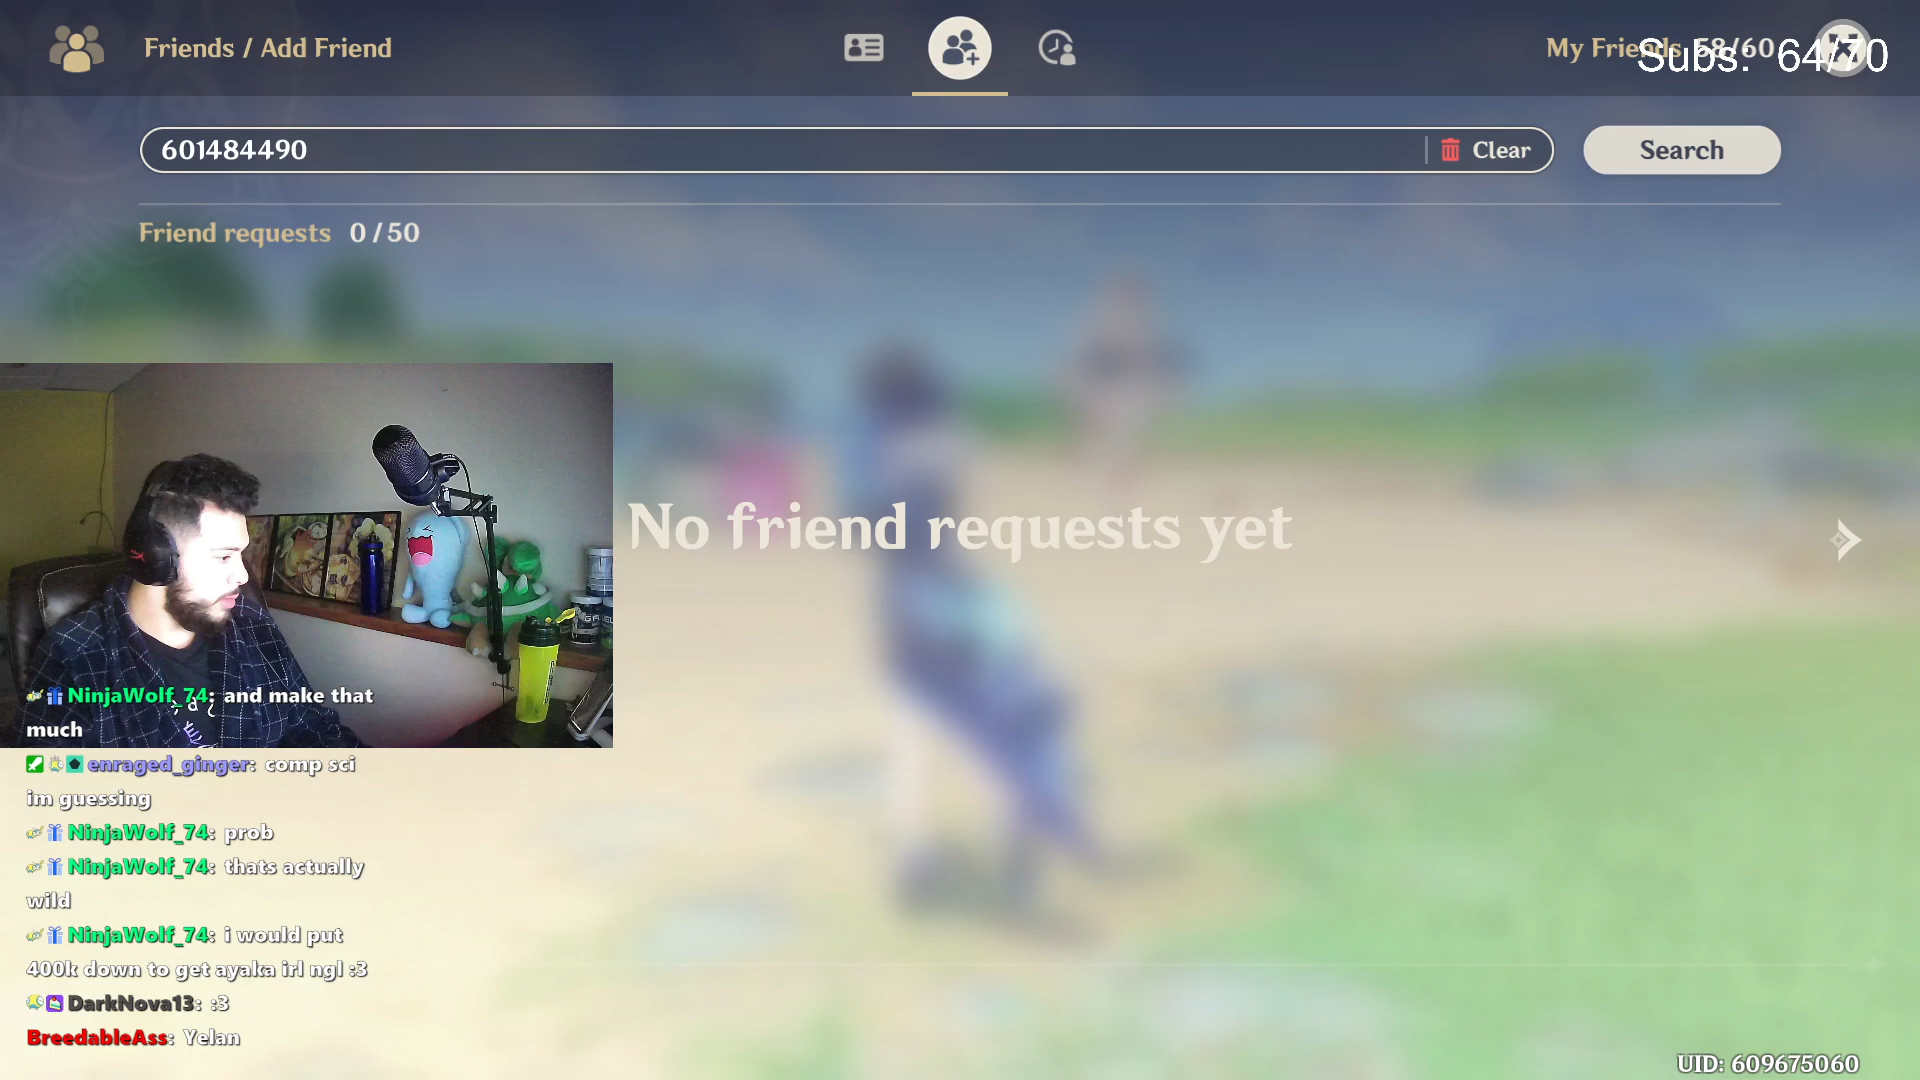 Friends / Add Friend
My Friends 58/60
Subs: 64/70
601484490
Clear
Search
Friend requests 0 / 50
No friend requests yet
NinjaWolf_74: and make that
much
enraged_ginger: comp sci
im guessing
NinjaWolf_74: prob
NinjaWolf_74: thats actually
wild
NinjaWolf_74: i would put
400k down to get ayaka irl ngl :3
DarkNova13: :3
BreedableAss: Yelan
UID: 609675060